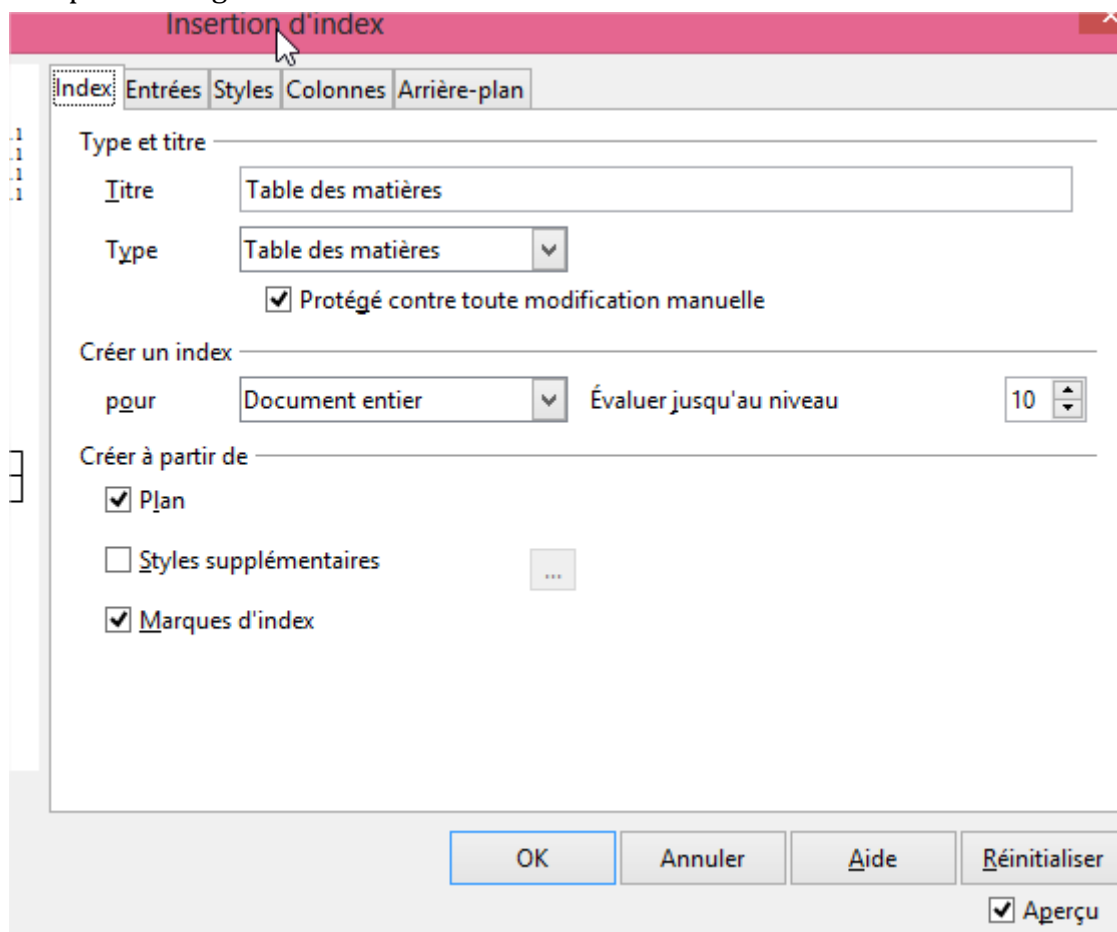 Insertion d'index
Index Entrées Styles Colonnes Arrière-plan
Type et titre
Titre Table des matières
Type Table des matières
Protégé contre toute modification manuelle
Créer un index
pour Document entier Évaluer jusqu'au niveau 10
Créer à partir de
Plan
Styles supplémentaires ...
Marques d'index
OK Annuler Aide Réinitialiser
Aperçu